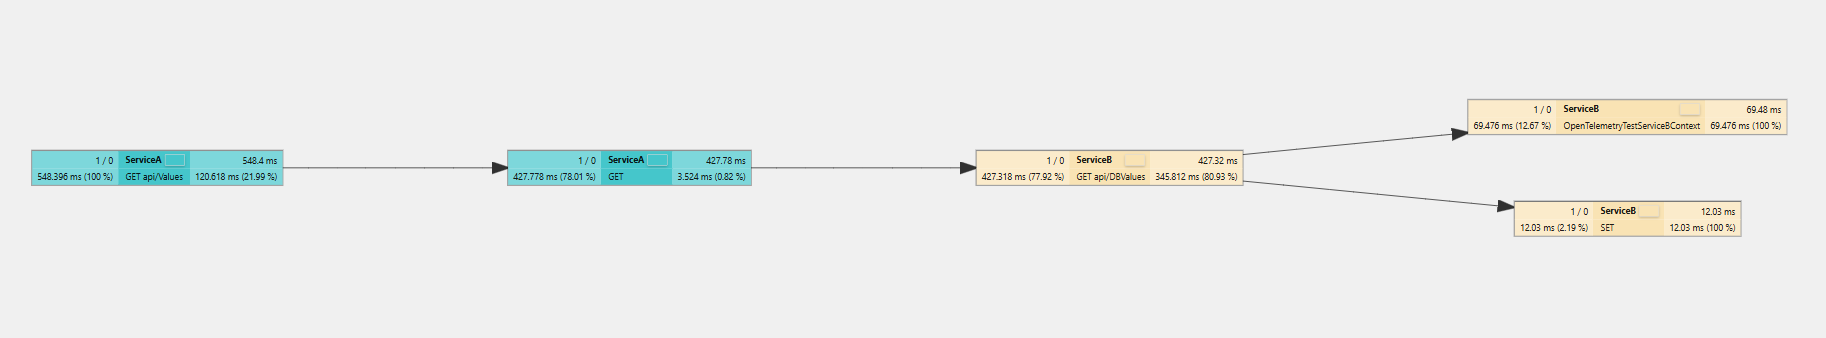 1 / 0 ServiceA 548.4 ms
548.396 ms (100 %) GET api/Values 120.618 ms (21.99 %)
1 / 0 ServiceA 427.78 ms
427.778 ms (78.01 %) GET 3.524 ms (0.82 %)
1 / 0 ServiceB 427.32 ms
427.318 ms (77.92 %) GET api/DBValues 345.812 ms (80.93 %)
1 / 0 ServiceB 69.48 ms
69.476 ms (12.67 %) OpenTelemetryTestServiceBContext 69.476 ms (100 %)
1 / 0 ServiceB 12.03 ms
12.03 ms (2.19 %) SET 12.03 ms (100 %)